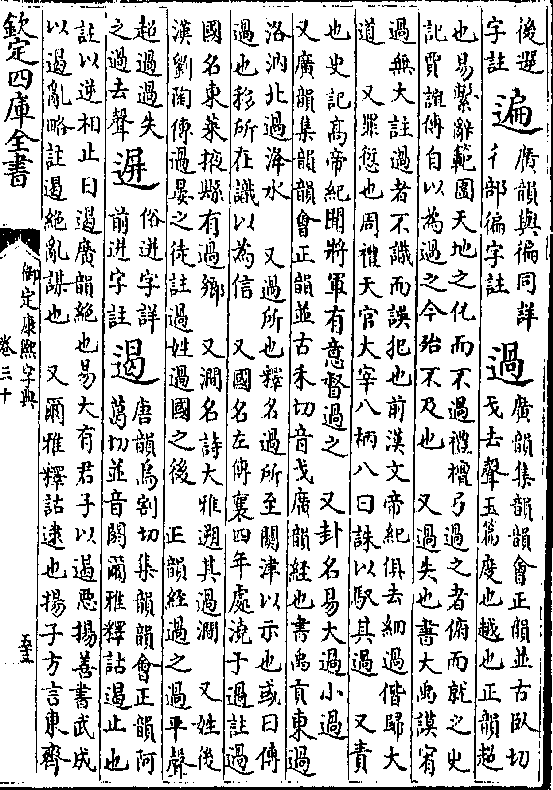 後遲 遍 廣韻與徧同詳 過 廣韻集韻韻會正韻並古臥切
字註 彳部徧字註 戈去聲玉篇度也越也正韻超
也易繫辭範圍天地之化而不過禮檀弓過之者俯而就之史
記賈誼傳自以為過之今殆不及也 又過失也書大禹謨宥
過無大註過者不識而誤犯也前漢文帝紀俱去細過偕歸大
道 又罪愆也周禮天官大宰八柄八曰誅以馭其過 又責
也史記高帝紀聞將軍有意督過之 又卦名易大過小過
又廣韻集韻韻會正韻並古禾切音戈廣韻經也書禹貢東過
洛汭北過洚水 又過所也釋名過所至關津以示也或曰傳
過也移所在識以為信 又國名左傳襄四年處澆于過註過
國名東萊掖縣有過鄉 又澗名詩大雅遡其過澗 又姓後
漢劉陶傳過晏之徒註過姓過國之後 正韻經過之過平聲
超過過失 逬 俗迸字詳 遏 唐韻烏割切集韻韻會正韻阿
之過去聲 前迸字註 葛切並音閼爾雅釋詁遏止也
註以逆相止曰遏廣韻絕也易大有君子以遏惡揚善書武成
以遏亂略註遏絕亂謀也 又爾雅釋詁逮也揚子方言東齊
欽定四庫全書
御定康熙字典
卷三十